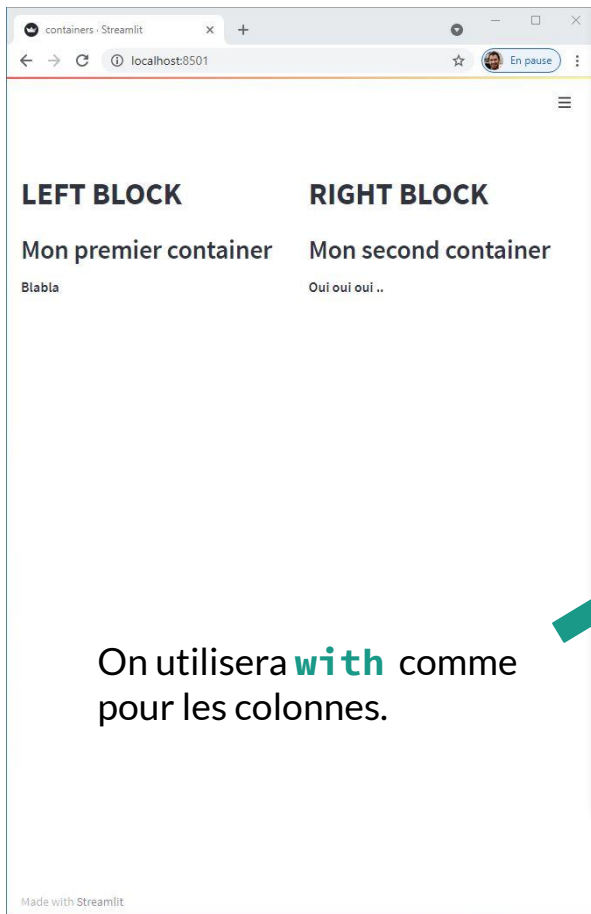 containers · Streamlit
localhost:8501
En pause
LEFT BLOCK
RIGHT BLOCK
Mon premier container
Mon second container
Blabla
Oui oui oui ..
On utilisera with comme
pour les colonnes.
Made with Streamlit